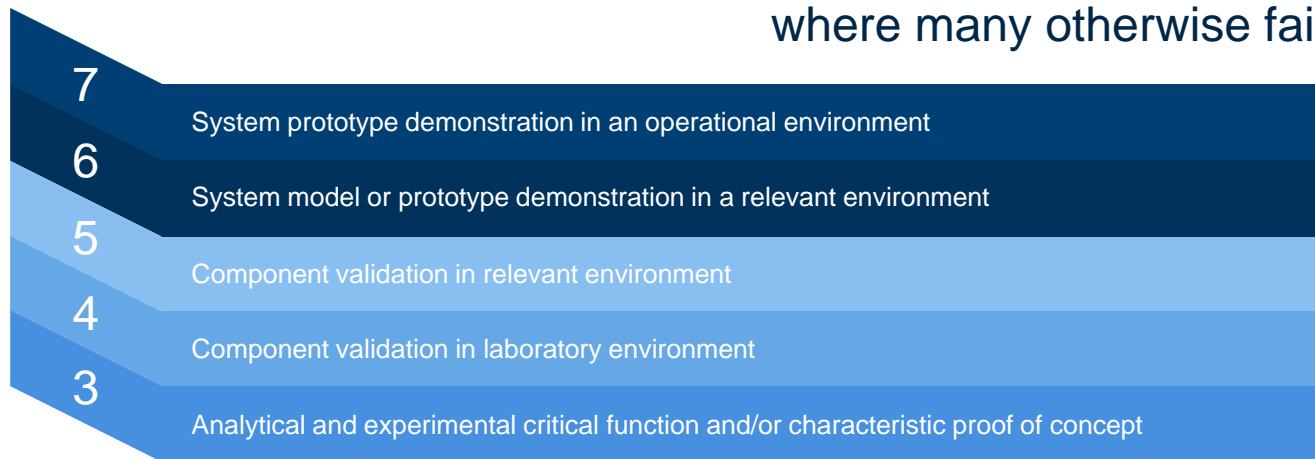 where many otherwise fai
7
System prototype demonstration in an operational environment
6
System model or prototype demonstration in a relevant environment
5
Component validation in relevant environment
4
Component validation in laboratory environment
3
Analytical and experimental critical function and/or characteristic proof of concept